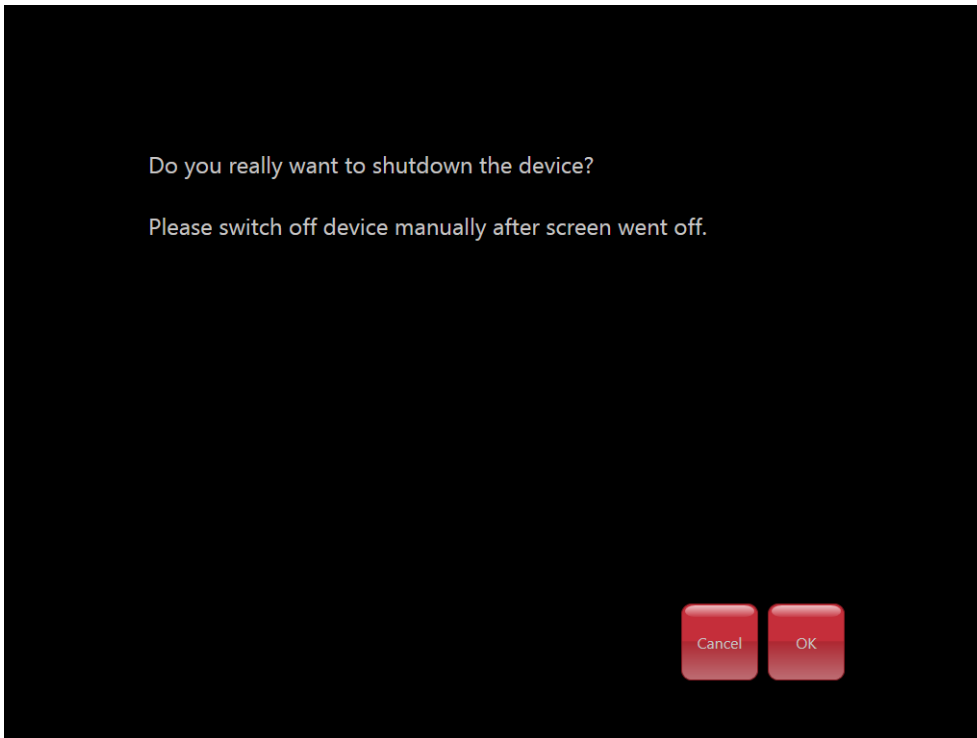 Do you really want to shutdown the device?
Please switch off device manually after screen went off.
Cancel OK